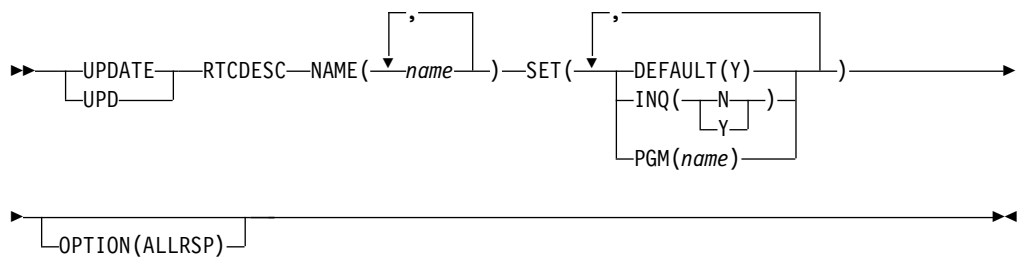 , ,
UPDATE RTCDESC NAME( name ) SET( DEFAULT(Y) )
UPD INQ( N )
Y
PGM(name)
OPTION(ALLRSP)